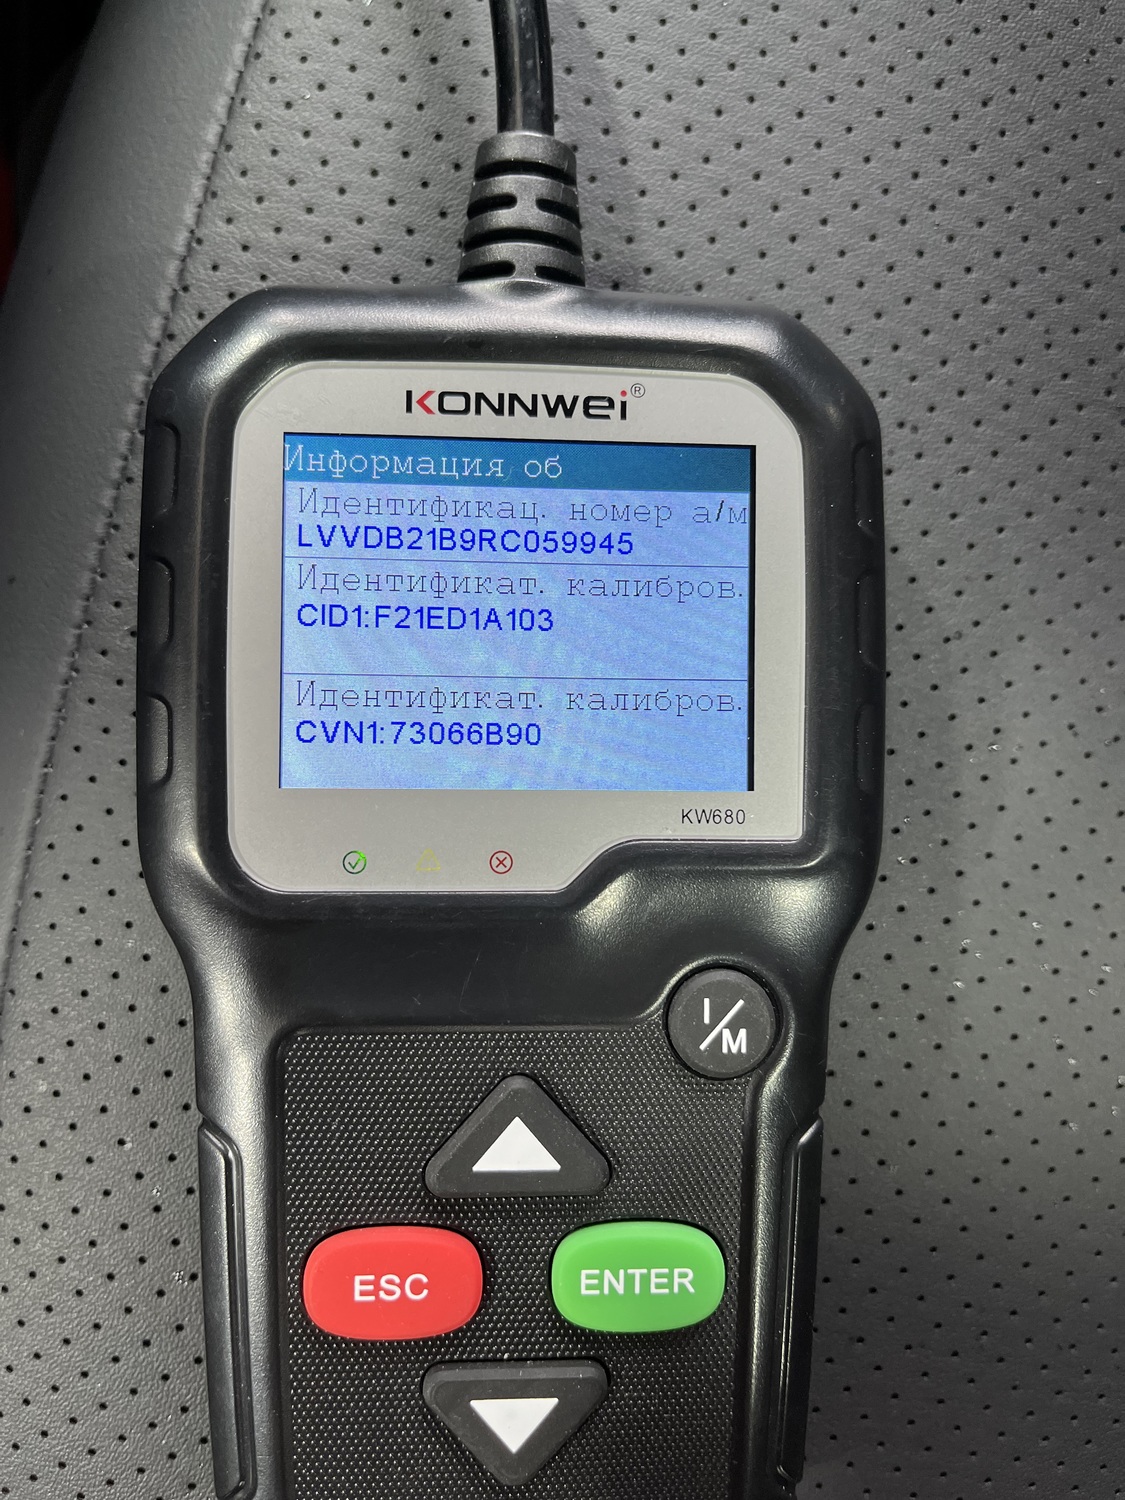 KONNWEI®
Информация об
Идентификац. номер а/м
LVVDB21B9RC059945
Идентификат. калибров.
CID1:F21ED1A103
Идентификат. калибров.
CVN1:73066B90
KW680
I/M
ESC
ENTER